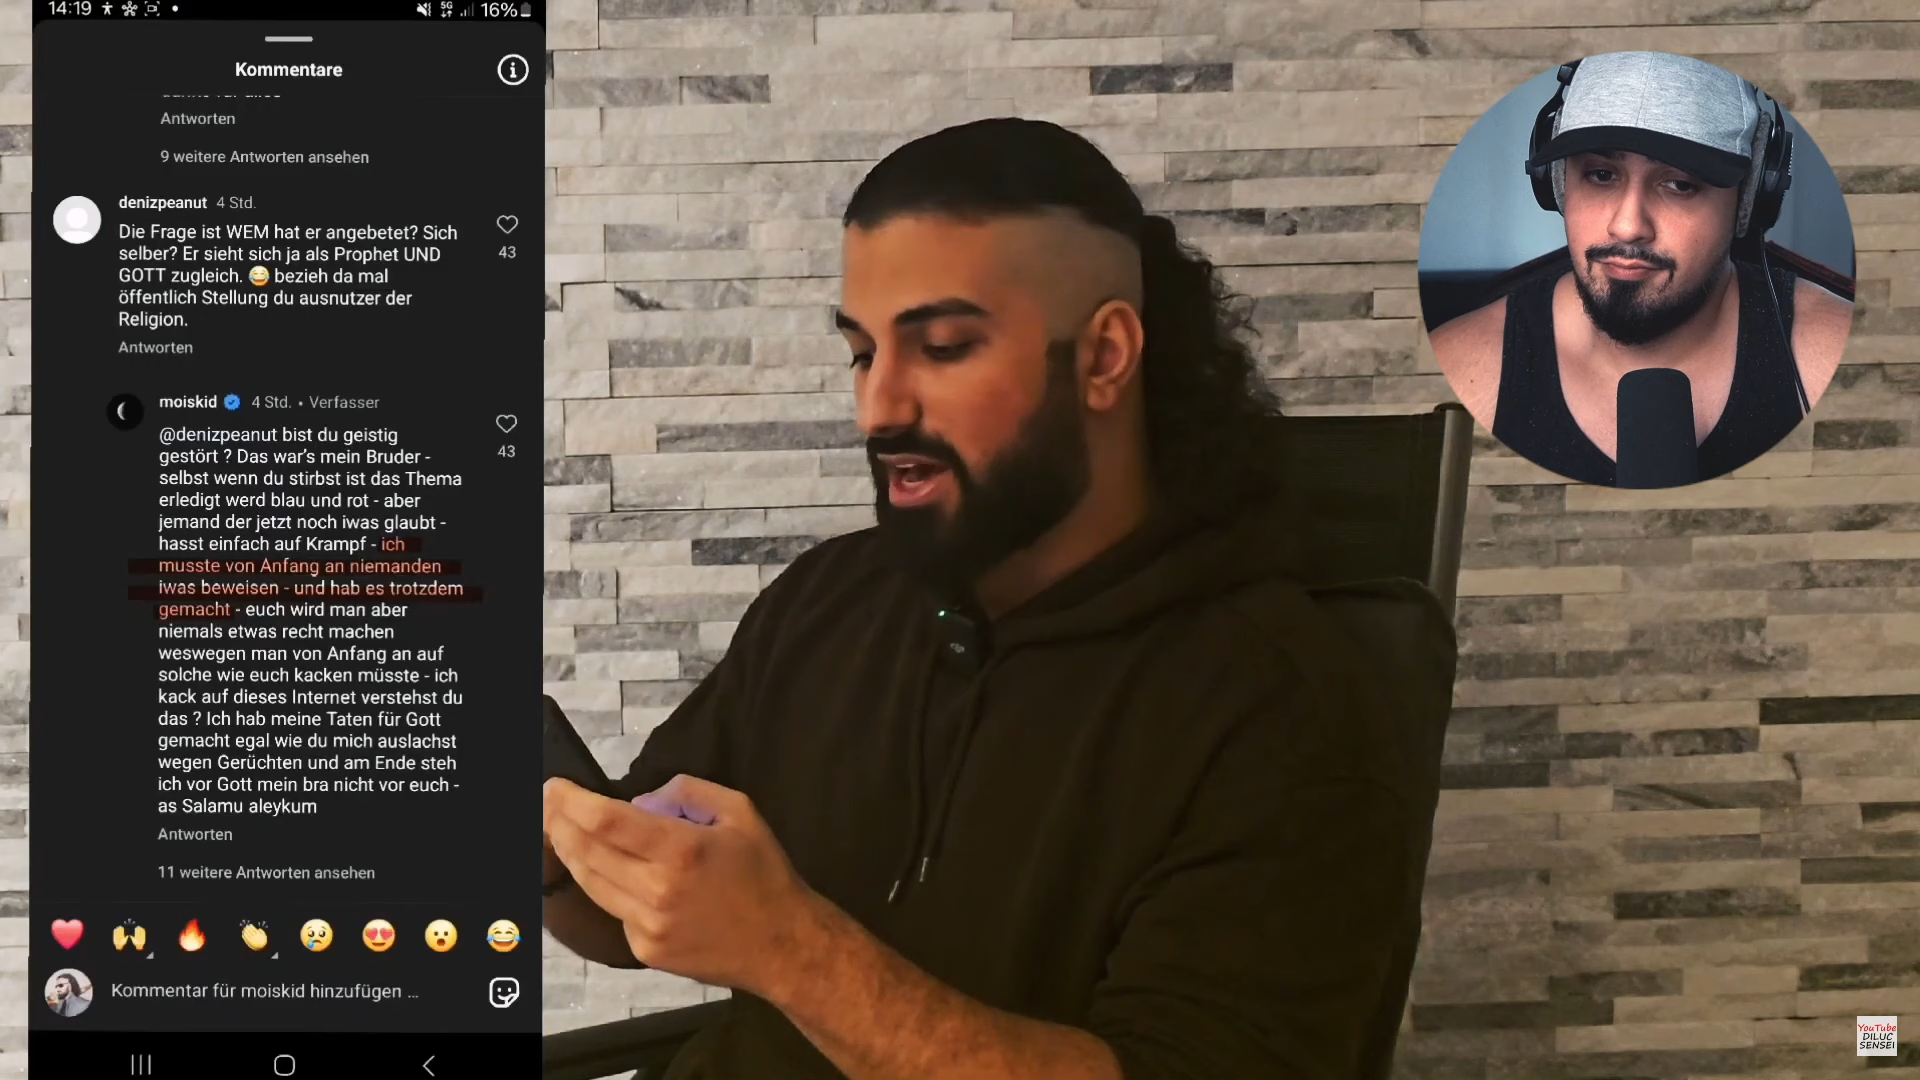 14:19
5G
16%
Kommentare
Antworten
9 weitere Antworten ansehen
denizpeanut 4 Std.
Die Frage ist WEM hat er angebetet? Sich
selber? Er sieht sich ja als Prophet UND
GOTT zugleich. 😂 bezieh da mal
öffentlich Stellung du ausnutzer der
Religion.
43
Antworten
moiskid 4 Std. • Verfasser
@denizpeanut bist du geistig
gestört ? Das war's mein Bruder -
selbst wenn du stirbst ist das Thema
erledigt werd blau und rot - aber
jemand der jetzt noch iwas glaubt -
hasst einfach auf Krampf - ich
musste von Anfang an niemanden
iwas beweisen - und hab es trotzdem
gemacht - euch wird man aber
niemals etwas recht machen
weswegen man von Anfang an auf
solche wie euch kacken müsste - ich
kack auf dieses Internet verstehst du
das ? Ich hab meine Taten für Gott
gemacht egal wie du mich auslachst
wegen Gerüchten und am Ende steh
ich vor Gott mein bra nicht vor euch -
as Salamu aleykum
43
Antworten
11 weitere Antworten ansehen
Kommentar für moiskid hinzufügen ...
YouTube
DILUC
SENSEI